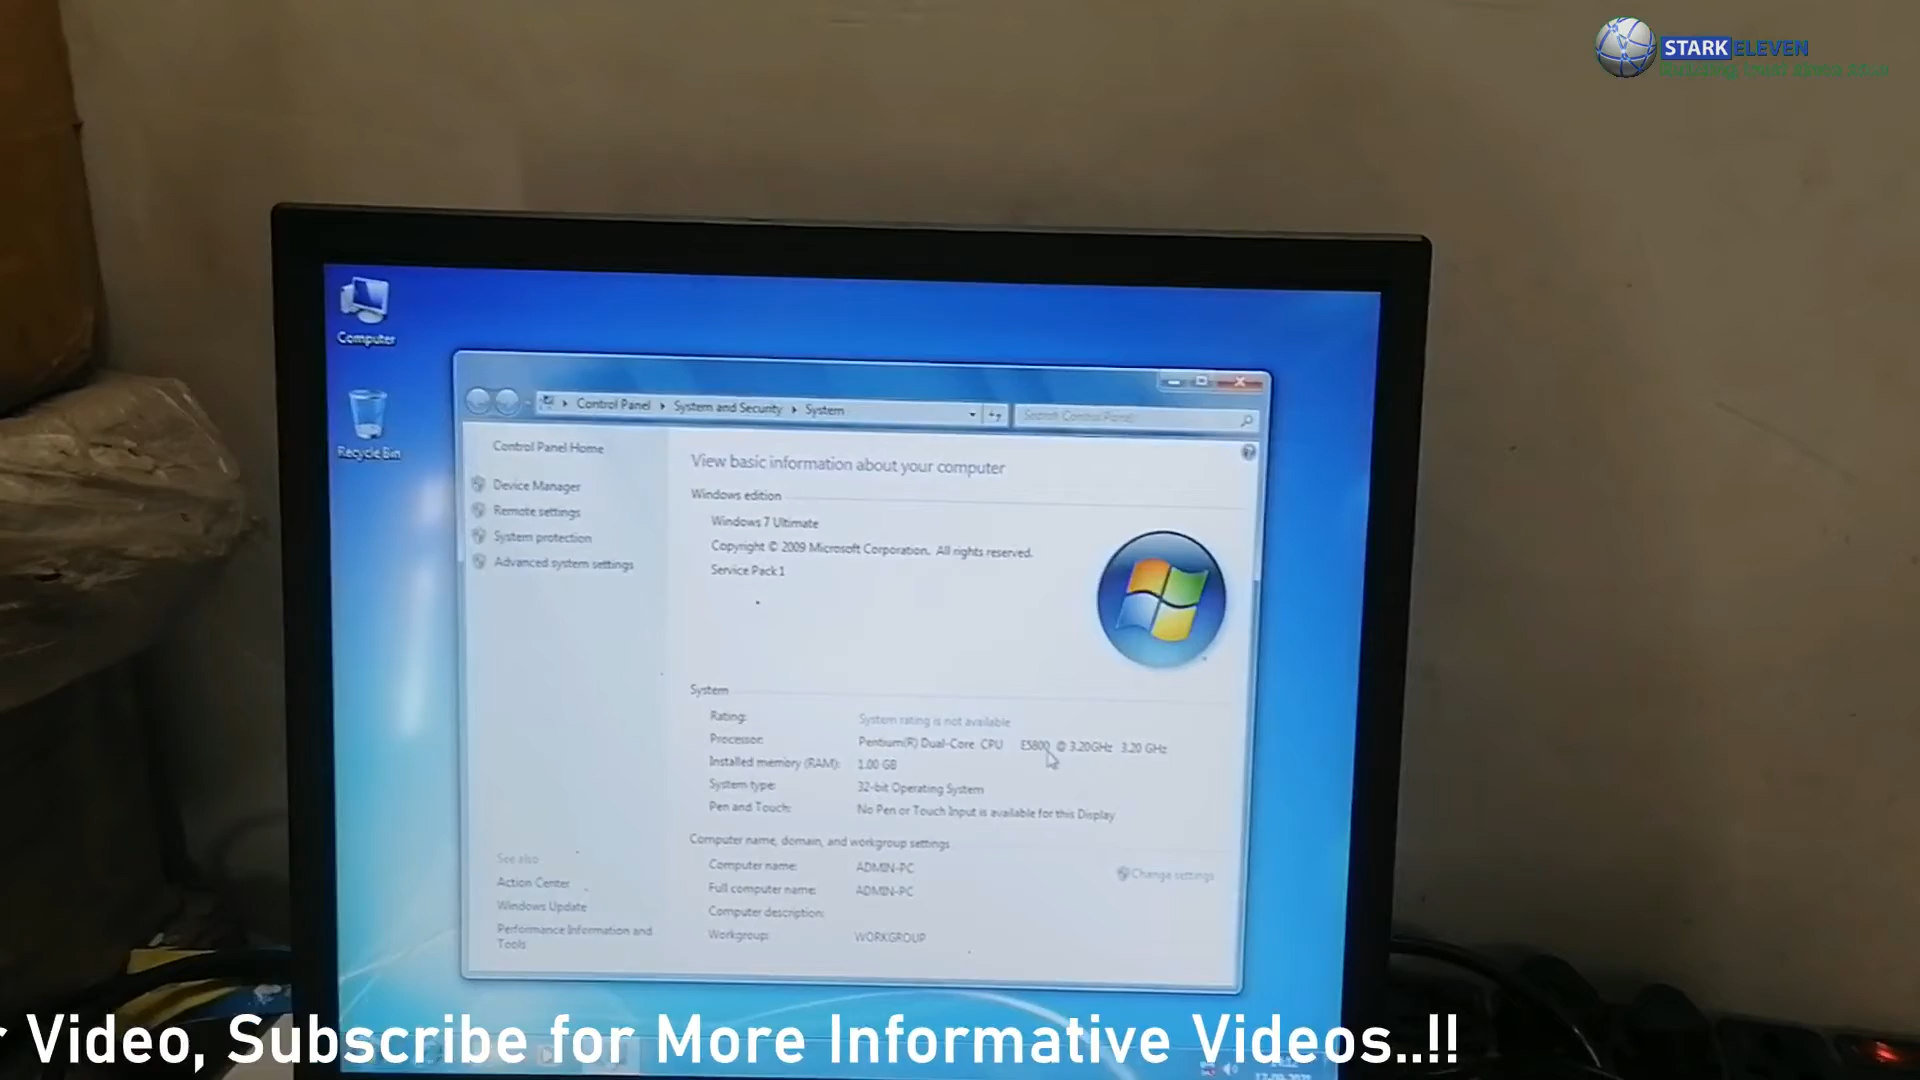 STARK ELEVEN
Computer
Recycle Bin
Control Panel ▸ System and Security ▸ System
Search Control Panel
Control Panel Home
Device Manager
Remote settings
System protection
Advanced system settings
See also
Action Center
Windows Update
Performance Information and
Tools
View basic information about your computer
Windows edition
Windows 7 Ultimate
Copyright © 2009 Microsoft Corporation. All rights reserved.
Service Pack 1
System
Rating: System rating is not available
Processor: Pentium(R) Dual-Core CPU E5800 @ 3.20GHz 3.20 GHz
Installed memory (RAM): 1.00 GB
System type: 32-bit Operating System
Pen and Touch: No Pen or Touch Input is available for this Display
Computer name, domain, and workgroup settings
Computer name: ADMIN-PC
Change settings
Full computer name: ADMIN-PC
Computer description:
Workgroup: WORKGROUP
Video, Subscribe for More Informative Videos..!!